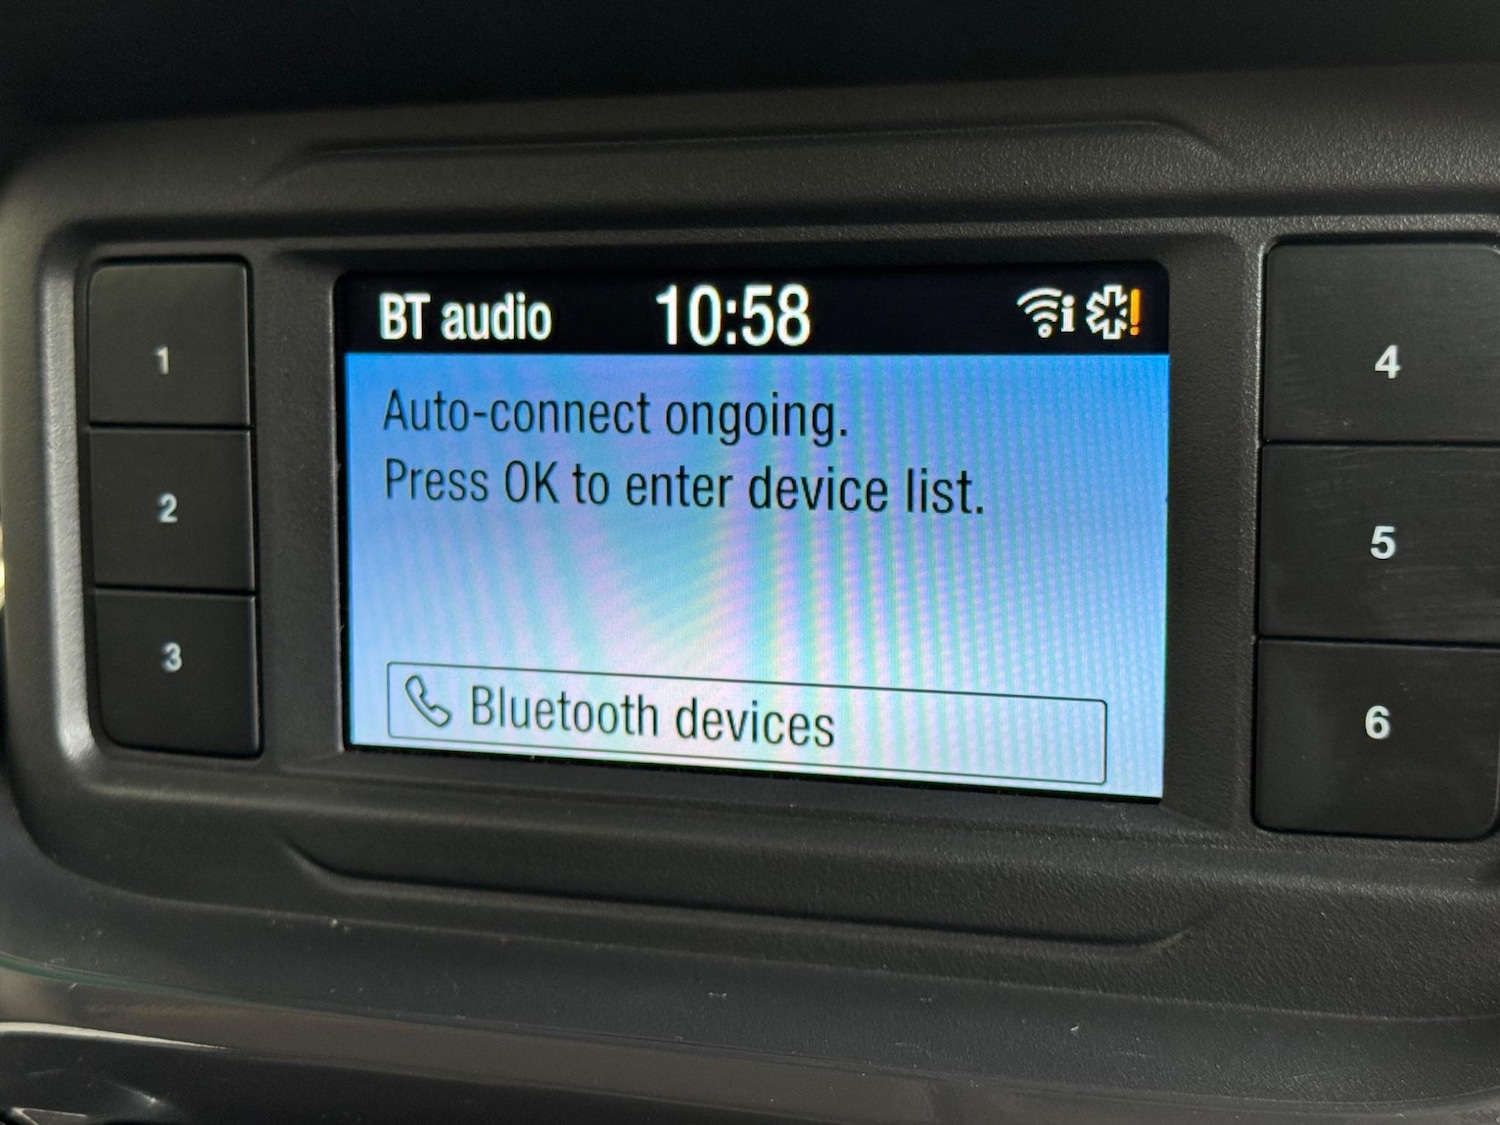 BT audio 10:58
Auto-connect ongoing.
Press OK to enter device list.
Bluetooth devices
1
2
3
4
5
6